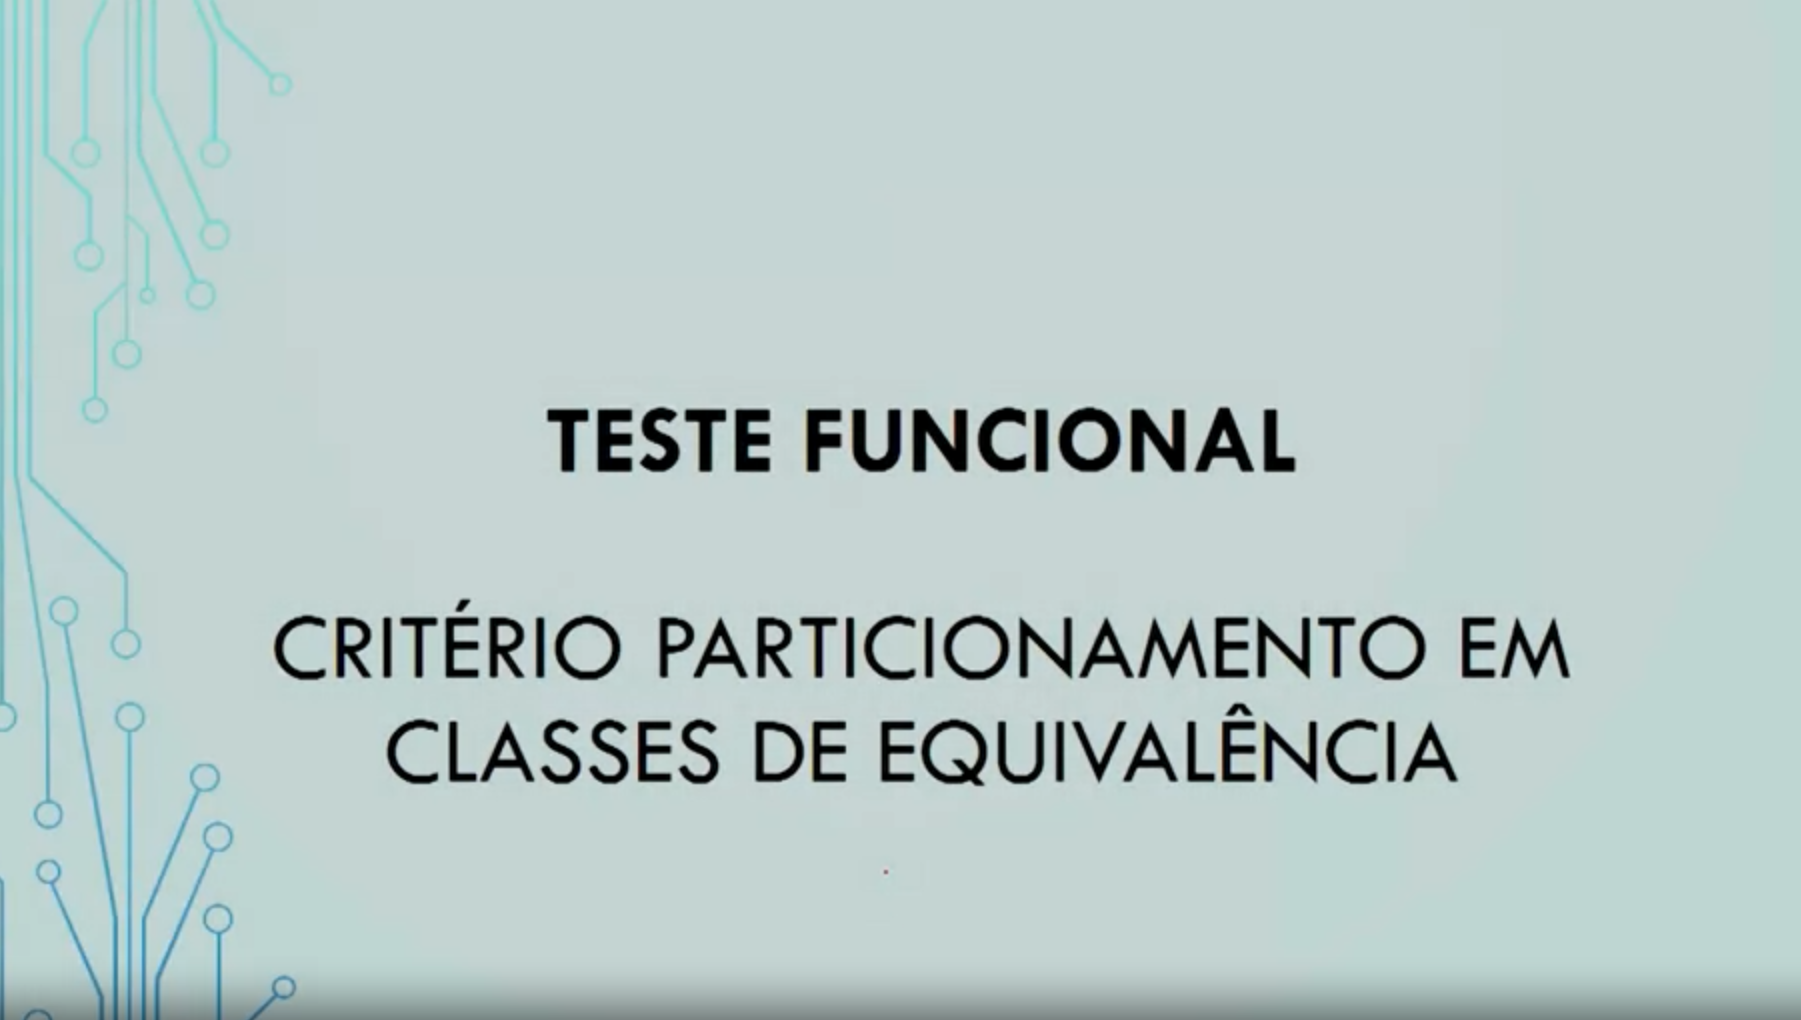 TESTE FUNCIONAL
CRITÉRIO PARTICIONAMENTO EM
CLASSES DE EQUIVALÊNCIA